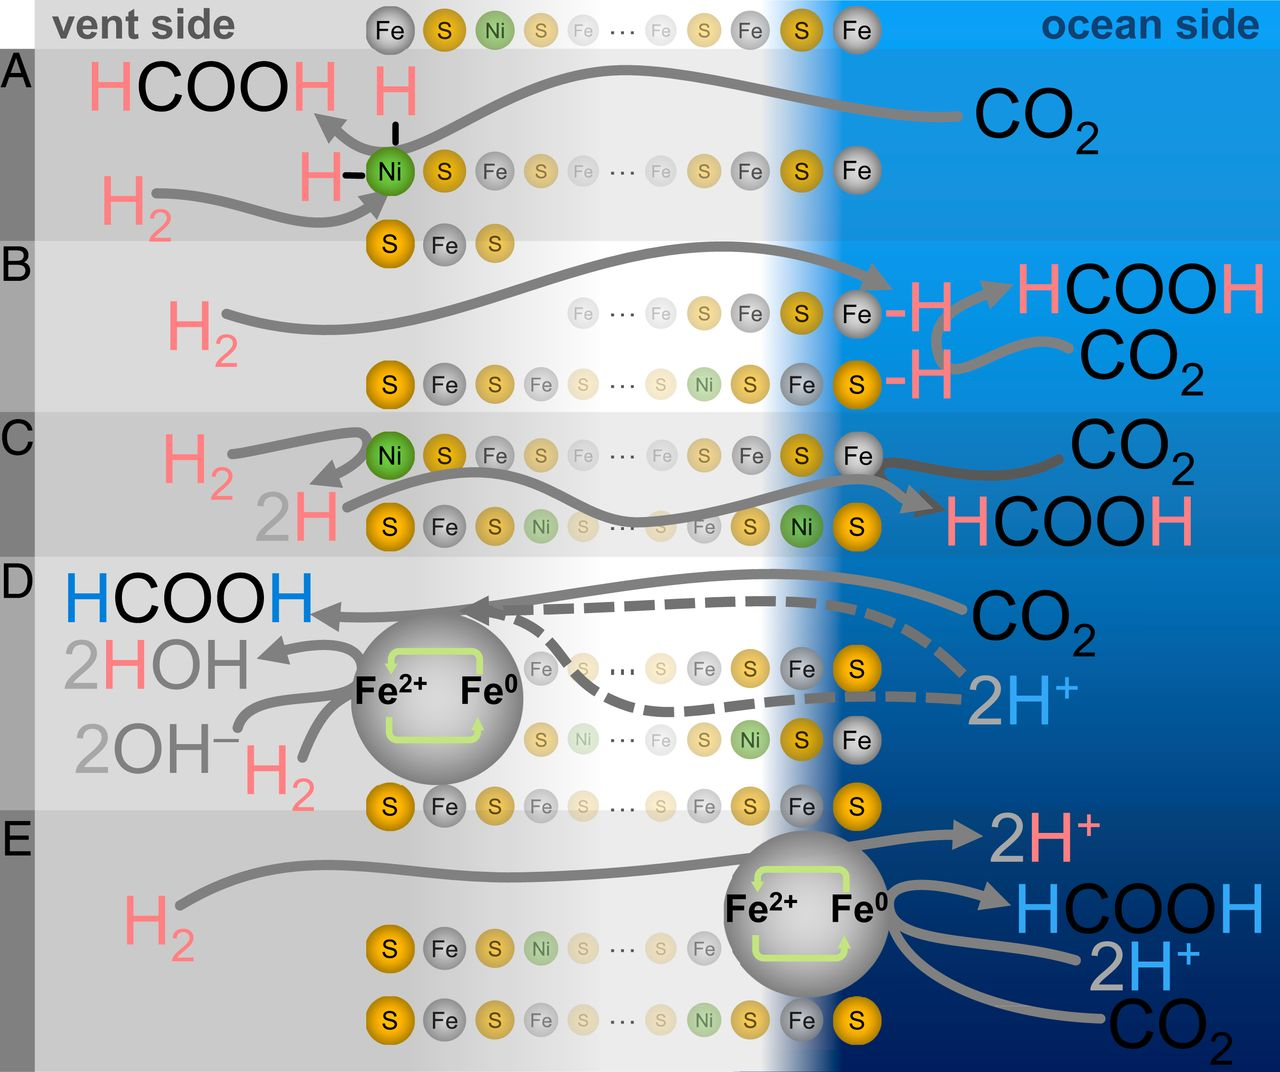 vent side
ocean side
Fe S Ni S Fe ... Fe S Fe S Fe
A
HCOOH
H
CO2
H Ni S Fe S Fe ... Fe S Fe S Fe
H2
S Fe S
B
HCOOH
H2
Fe ... Fe S Fe S Fe -H
CO2
S Fe S Fe S ... S Ni S Fe S -H
C
H2
Ni S Fe S Fe ... Fe S Fe S Fe
CO2
2H
S Fe S Ni S ... S Fe S Ni S
HCOOH
D
HCOOH
CO2
2HOH
Fe S ... S Fe S Fe S
Fe2+ Fe0
2H+
2OH−
S Ni ... Fe S Ni S Fe
H2
S Fe S Fe S ... S Fe S Fe S
E
2H+
H2
Fe2+ Fe0
HCOOH
S Fe S Ni S ... S Fe
2H+
S Fe S Fe S ... S Ni S Fe S
CO2